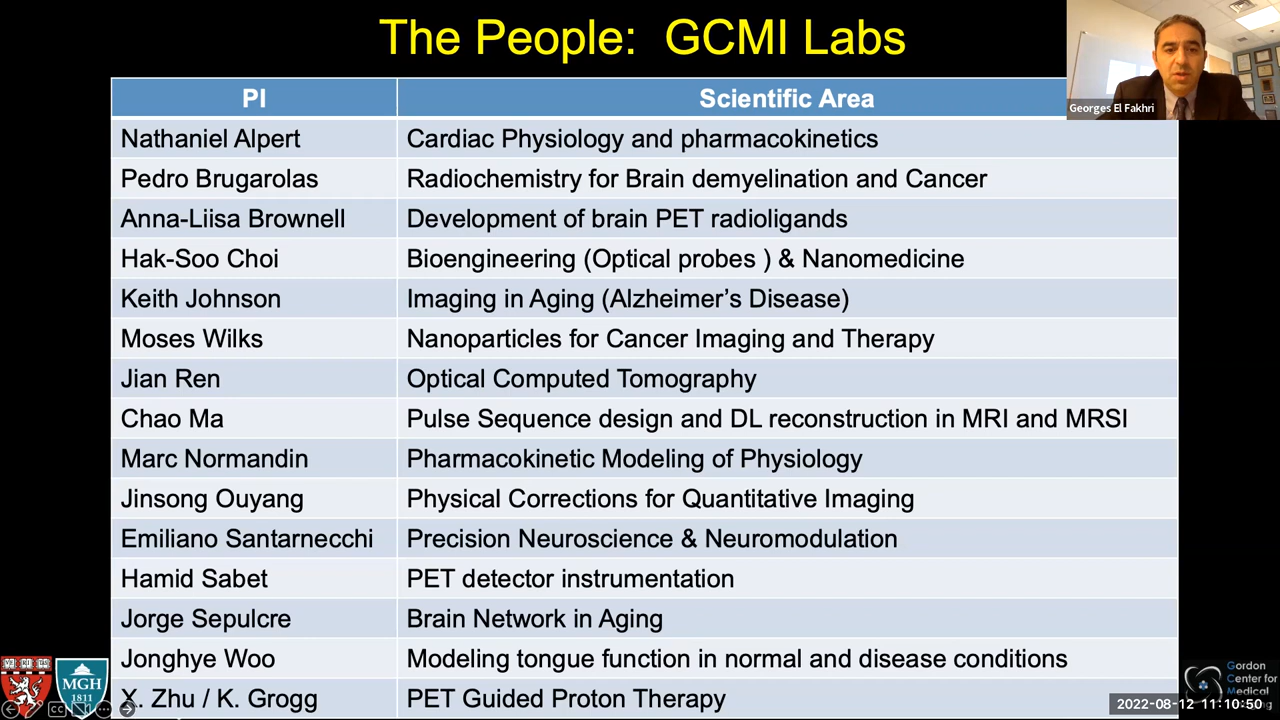 The People: GCMI Labs
Georges El Fakhri
PI Scientific Area
Nathaniel Alpert Cardiac Physiology and pharmacokinetics
Pedro Brugarolas Radiochemistry for Brain demyelination and Cancer
Anna-Liisa Brownell Development of brain PET radioligands
Hak-Soo Choi Bioengineering (Optical probes ) & Nanomedicine
Keith Johnson Imaging in Aging (Alzheimer’s Disease)
Moses Wilks Nanoparticles for Cancer Imaging and Therapy
Jian Ren Optical Computed Tomography
Chao Ma Pulse Sequence design and DL reconstruction in MRI and MRSI
Marc Normandin Pharmacokinetic Modeling of Physiology
Jinsong Ouyang Physical Corrections for Quantitative Imaging
Emiliano Santarnecchi Precision Neuroscience & Neuromodulation
Hamid Sabet PET detector instrumentation
Jorge Sepulcre Brain Network in Aging
Jonghye Woo Modeling tongue function in normal and disease conditions
X. Zhu / K. Grogg PET Guided Proton Therapy
MGH
1811
CC
Gordon
Center for
Medical
2022-08-12 11:10:50